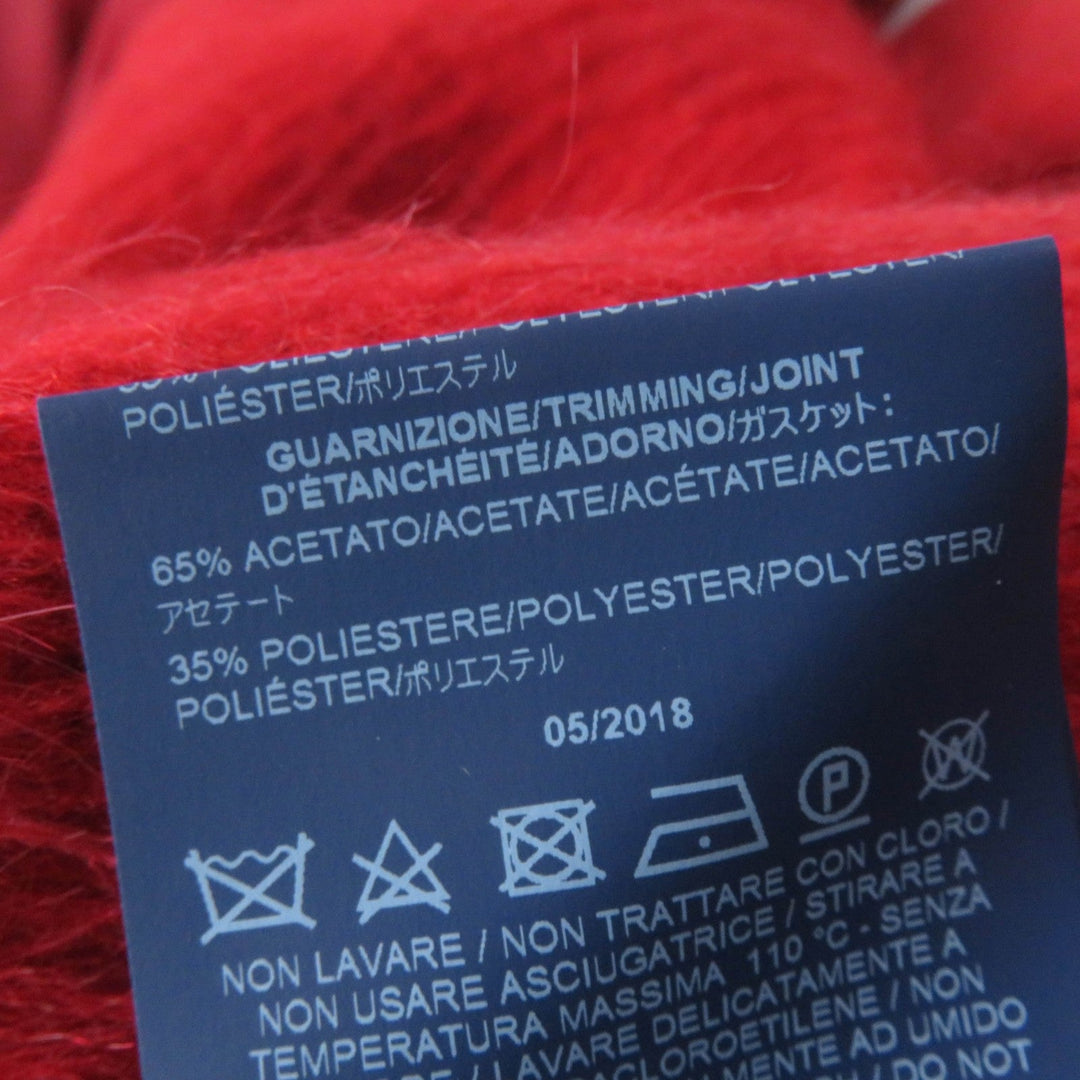 POLIESTERE/POLYESTER/POLYESTER/
POLIÉSTER/ポリエステル
GUARNIZIONE/TRIMMING/JOINT
D'ÉTANCHÉITÉ/ADORNO/ガスケット:
65% ACETATO/ACETATE/ACÉTATE/ACETATO/
アセテート
35% POLIESTERE/POLYESTER/POLYESTER/
POLIÉSTER/ポリエステル
05/2018
P W
NON LAVARE / NON TRATTARE CON CLORO /
NON USARE ASCIUGATRICE / STIRARE A
TEMPERATURA MASSIMA 110 °C - SENZA
/ LAVARE DELICATAMENTE A
/ NON
AD UMIDO
/ DO NOT